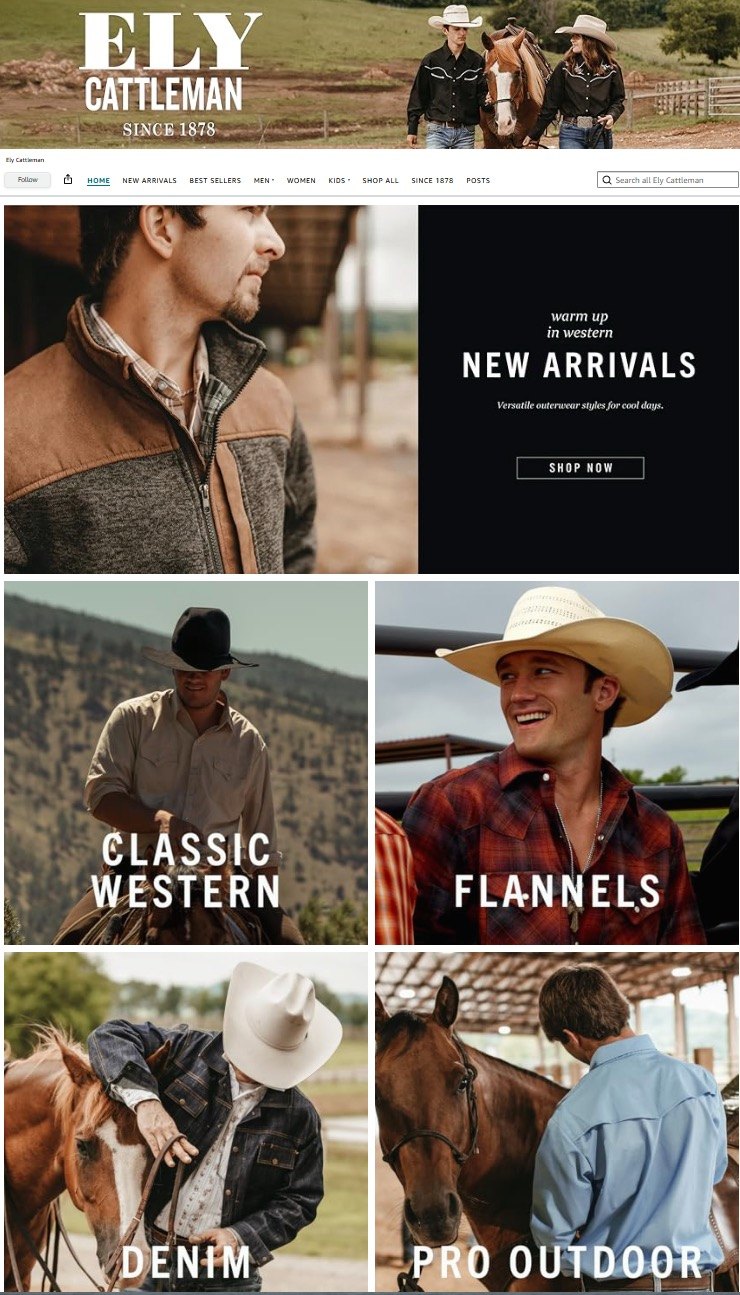 ELY
CATTLEMAN
SINCE 1878
Ely Cattleman
Follow
HOME
NEW ARRIVALS
BEST SELLERS
MEN
WOMEN
KIDS
SHOP ALL
SINCE 1878
POSTS
Search all Ely Cattleman
warm up
in western
NEW ARRIVALS
Versatile outerwear styles for cool days.
SHOP NOW
CLASSIC
WESTERN
FLANNELS
DENIM
PRO OUTDOOR